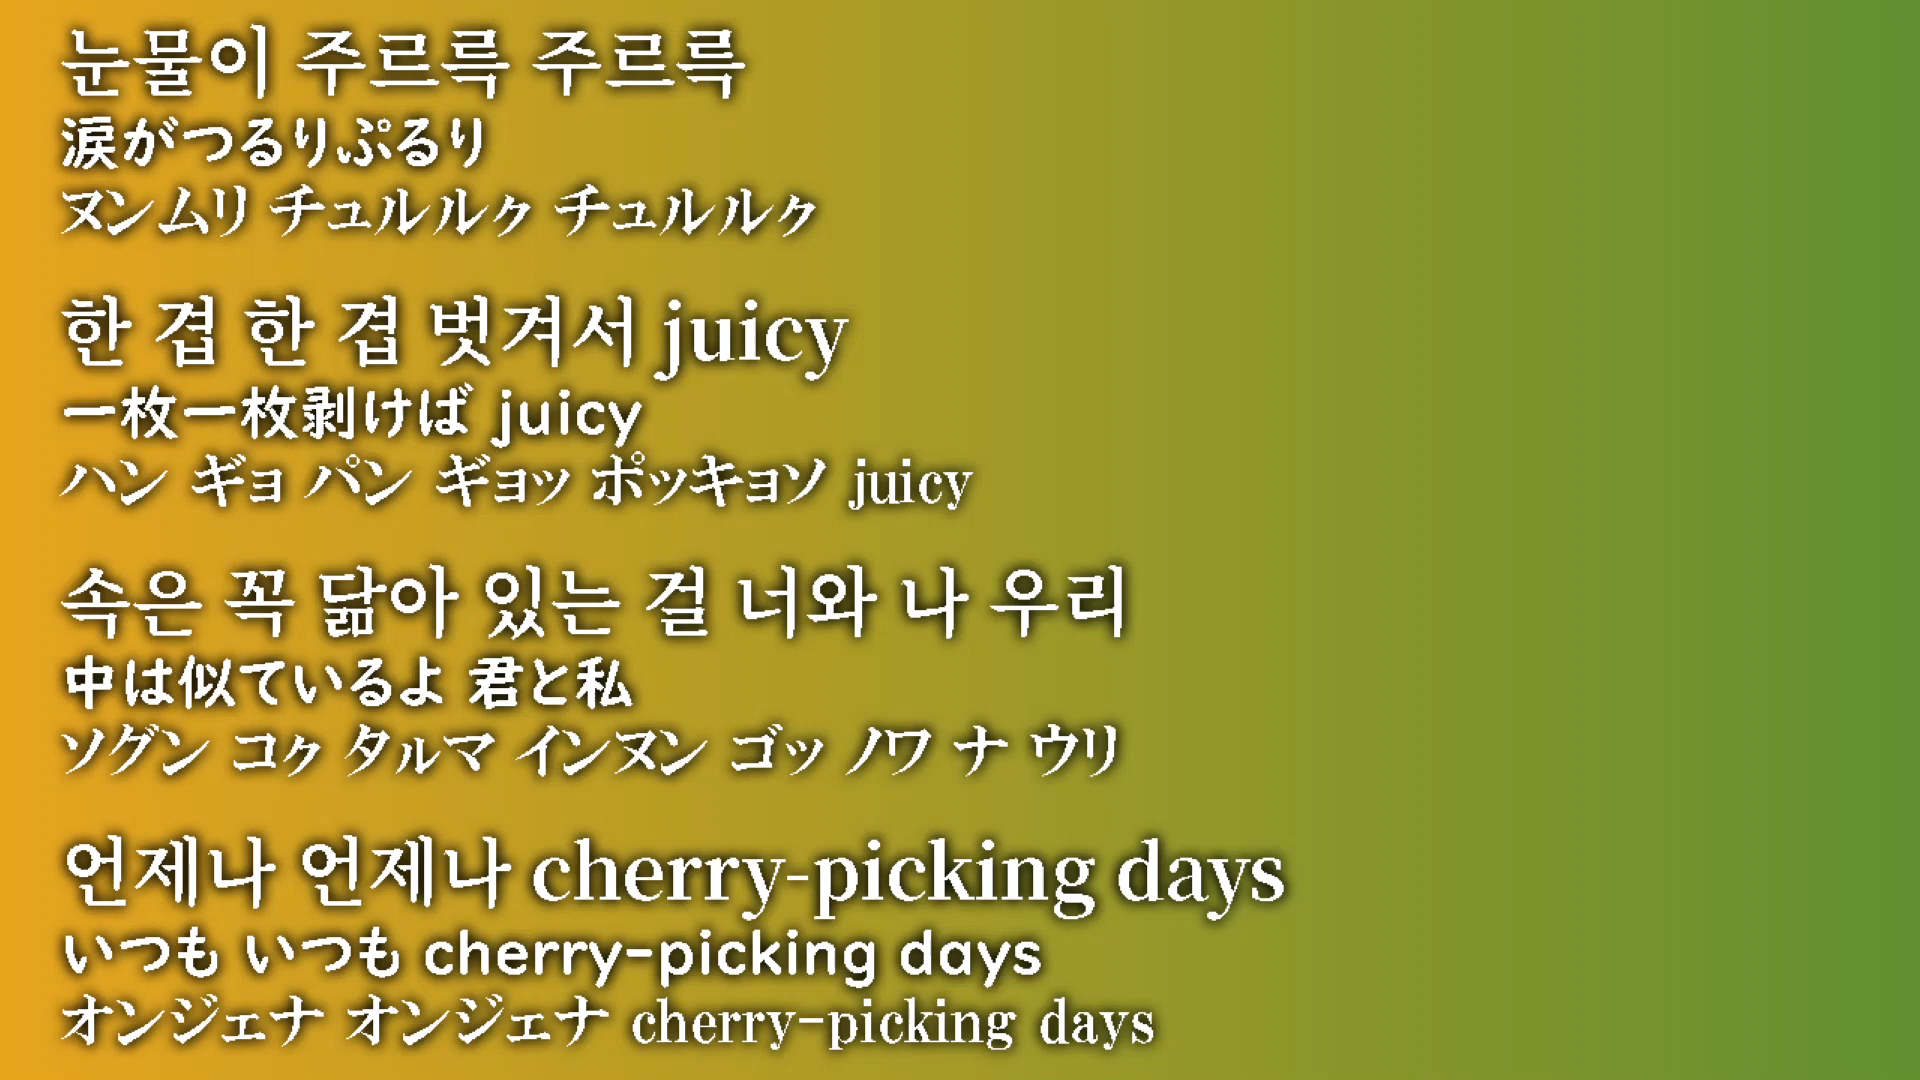 눈물이 주르륵 주르륵
涙がつるりぷるり
ヌンムリ チュルルㇰ チュルルㇰ
한 겹 한 겹 벗겨서 juicy
一枚一枚剥けば juicy
ハン ギョ パン ギョッ ポッキョソ juicy
속은 꼭 닮아 있는 걸 너와 나 우리
中は似ているよ 君と私
ソグン コㇰ タㇽマ インヌン ゴッ ノワ ナ ウリ
언제나 언제나 cherry-picking days
いつも いつも cherry-picking days
オンジェナ オンジェナ cherry-picking days